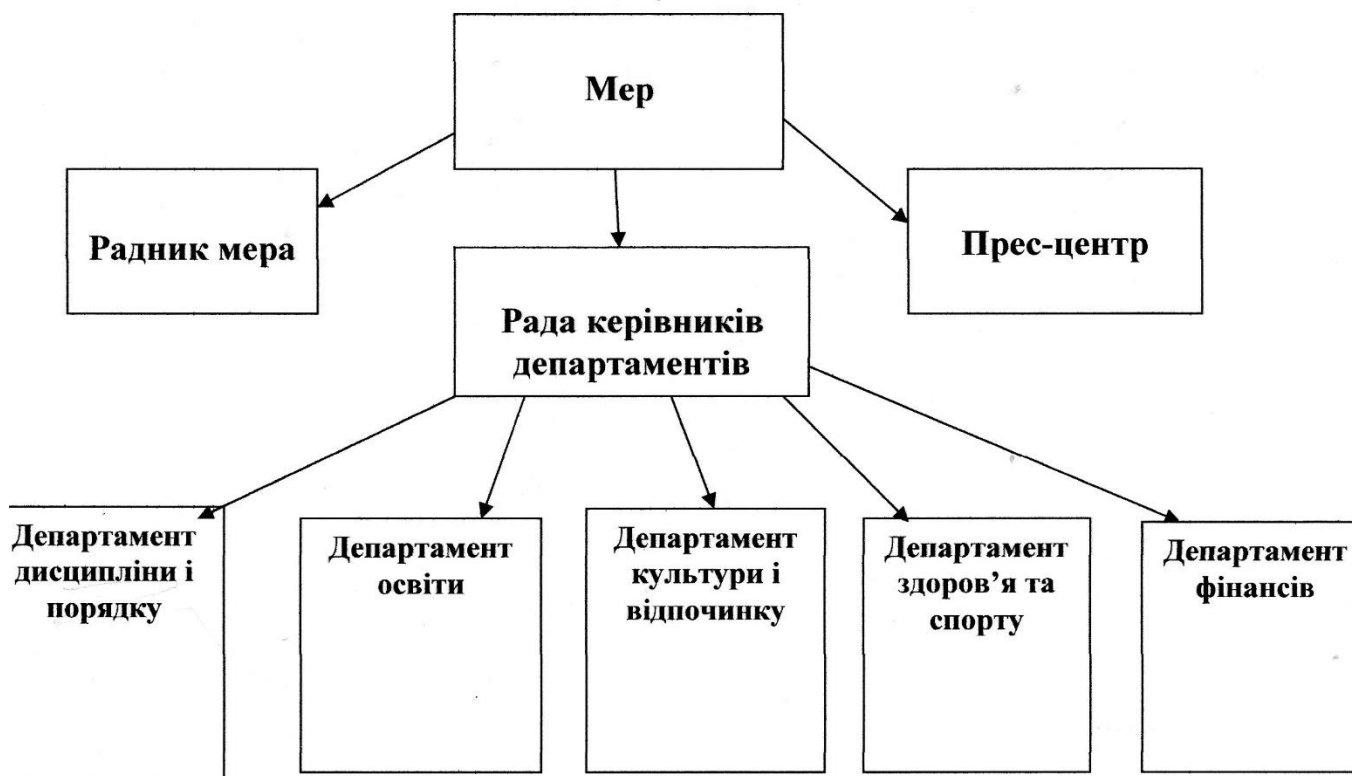 Мер
Радник мера
Прес-центр
Рада керівників
департаментів
Департамент
дисципліни і
порядку
Департамент
освіти
Департамент
культури і
відпочинку
Департамент
здоров’я та
спорту
Департамент
фінансів